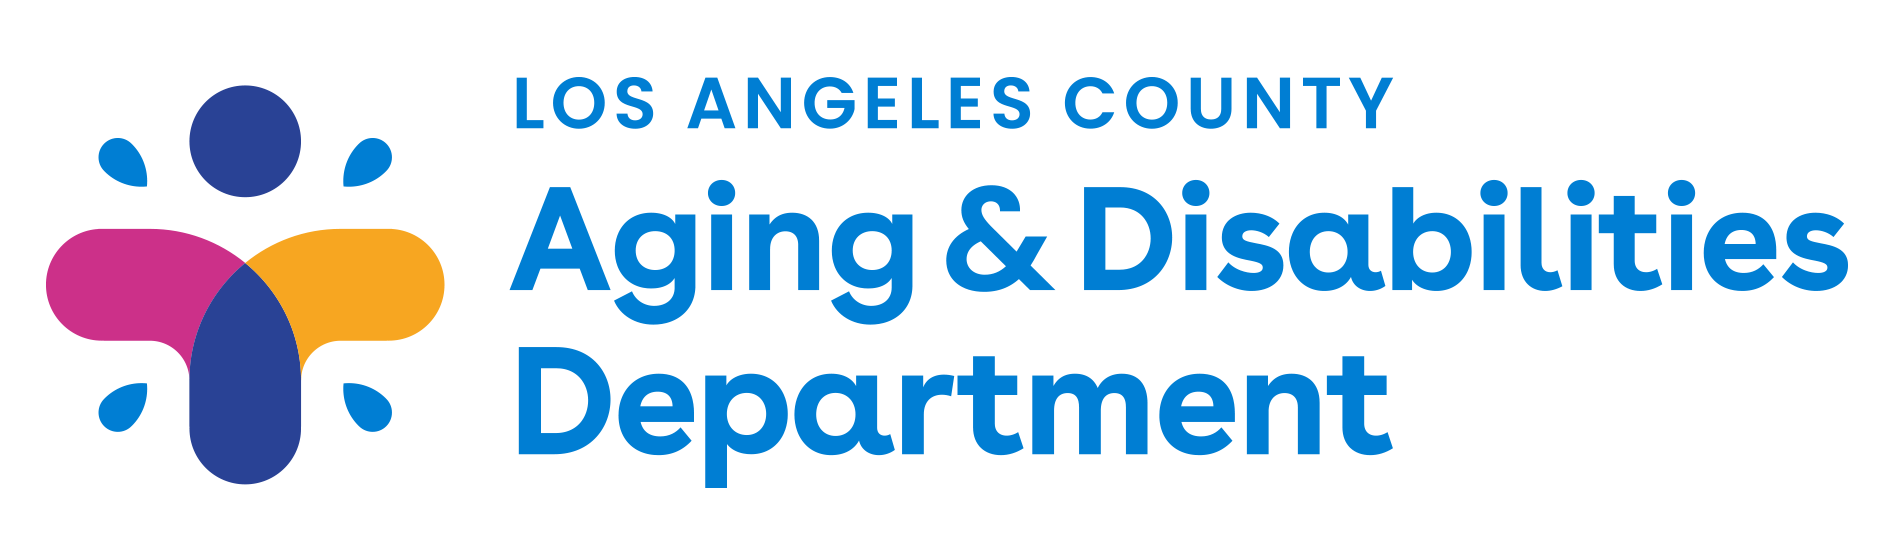 LOS ANGELES COUNTY
Aging & Disabilities
Department